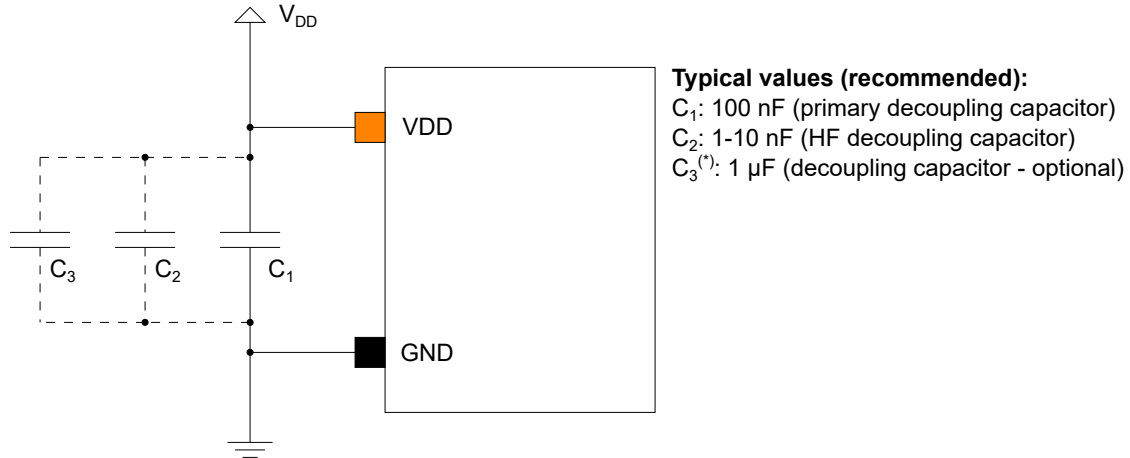 V_DD
Typical values (recommended):
VDD
C₁: 100 nF (primary decoupling capacitor)
C₂: 1-10 nF (HF decoupling capacitor)
C₃⁽*⁾: 1 µF (decoupling capacitor - optional)
C₃
C₂
C₁
GND